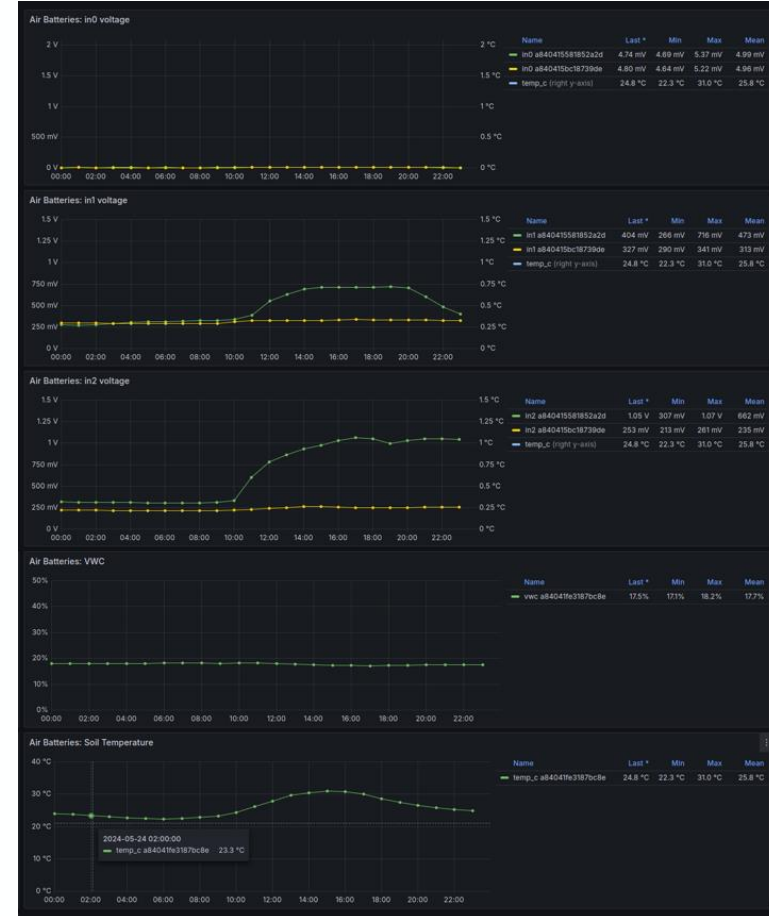 Air Batteries: in0 voltage
2 V
1.5 V
1 V
500 mV
0 V
2 °C
1.5 °C
1 °C
0.5 °C
0 °C
00:00 02:00 04:00 06:00 08:00 10:00 12:00 14:00 16:00 18:00 20:00 22:00
Name Last * Min Max Mean
in0 a840415581852a2d 4.74 mV 4.69 mV 5.37 mV 4.99 mV
in0 a840415bc18739de 4.80 mV 4.64 mV 5.22 mV 4.96 mV
temp_c (right y-axis) 24.8 °C 22.3 °C 31.0 °C 25.8 °C
Air Batteries: in1 voltage
1.5 V
1.25 V
1 V
750 mV
500 mV
250 mV
0 V
1.5 °C
1.25 °C
1 °C
0.75 °C
0.5 °C
0.25 °C
0 °C
00:00 02:00 04:00 06:00 08:00 10:00 12:00 14:00 16:00 18:00 20:00 22:00
Name Last * Min Max Mean
in1 a840415581852a2d 404 mV 266 mV 716 mV 473 mV
in1 a840415bc18739de 327 mV 290 mV 341 mV 313 mV
temp_c (right y-axis) 24.8 °C 22.3 °C 31.0 °C 25.8 °C
Air Batteries: in2 voltage
1.5 V
1.25 V
1 V
750 mV
500 mV
250 mV
0 V
1.5 °C
1.25 °C
1 °C
0.75 °C
0.5 °C
0.25 °C
0 °C
00:00 02:00 04:00 06:00 08:00 10:00 12:00 14:00 16:00 18:00 20:00 22:00
Name Last * Min Max Mean
in2 a840415581852a2d 1.05 V 307 mV 1.07 V 662 mV
in2 a840415bc18739de 253 mV 213 mV 261 mV 235 mV
temp_c (right y-axis) 24.8 °C 22.3 °C 31.0 °C 25.8 °C
Air Batteries: VWC
50%
40%
30%
20%
10%
0%
00:00 02:00 04:00 06:00 08:00 10:00 12:00 14:00 16:00 18:00 20:00 22:00
Name Last * Min Max Mean
vwc a84041fe3187bc8e 17.5% 17.1% 18.2% 17.7%
Air Batteries: Soil Temperature
40 °C
30 °C
20 °C
10 °C
0 °C
00:00 02:00 04:00 06:00 08:00 10:00 12:00 14:00 16:00 18:00 20:00 22:00
2024-05-24 02:00:00
temp_c a84041fe3187bc8e 23.3 °C
Name Last * Min Max Mean
temp_c a84041fe3187bc8e 24.8 °C 22.3 °C 31.0 °C 25.8 °C